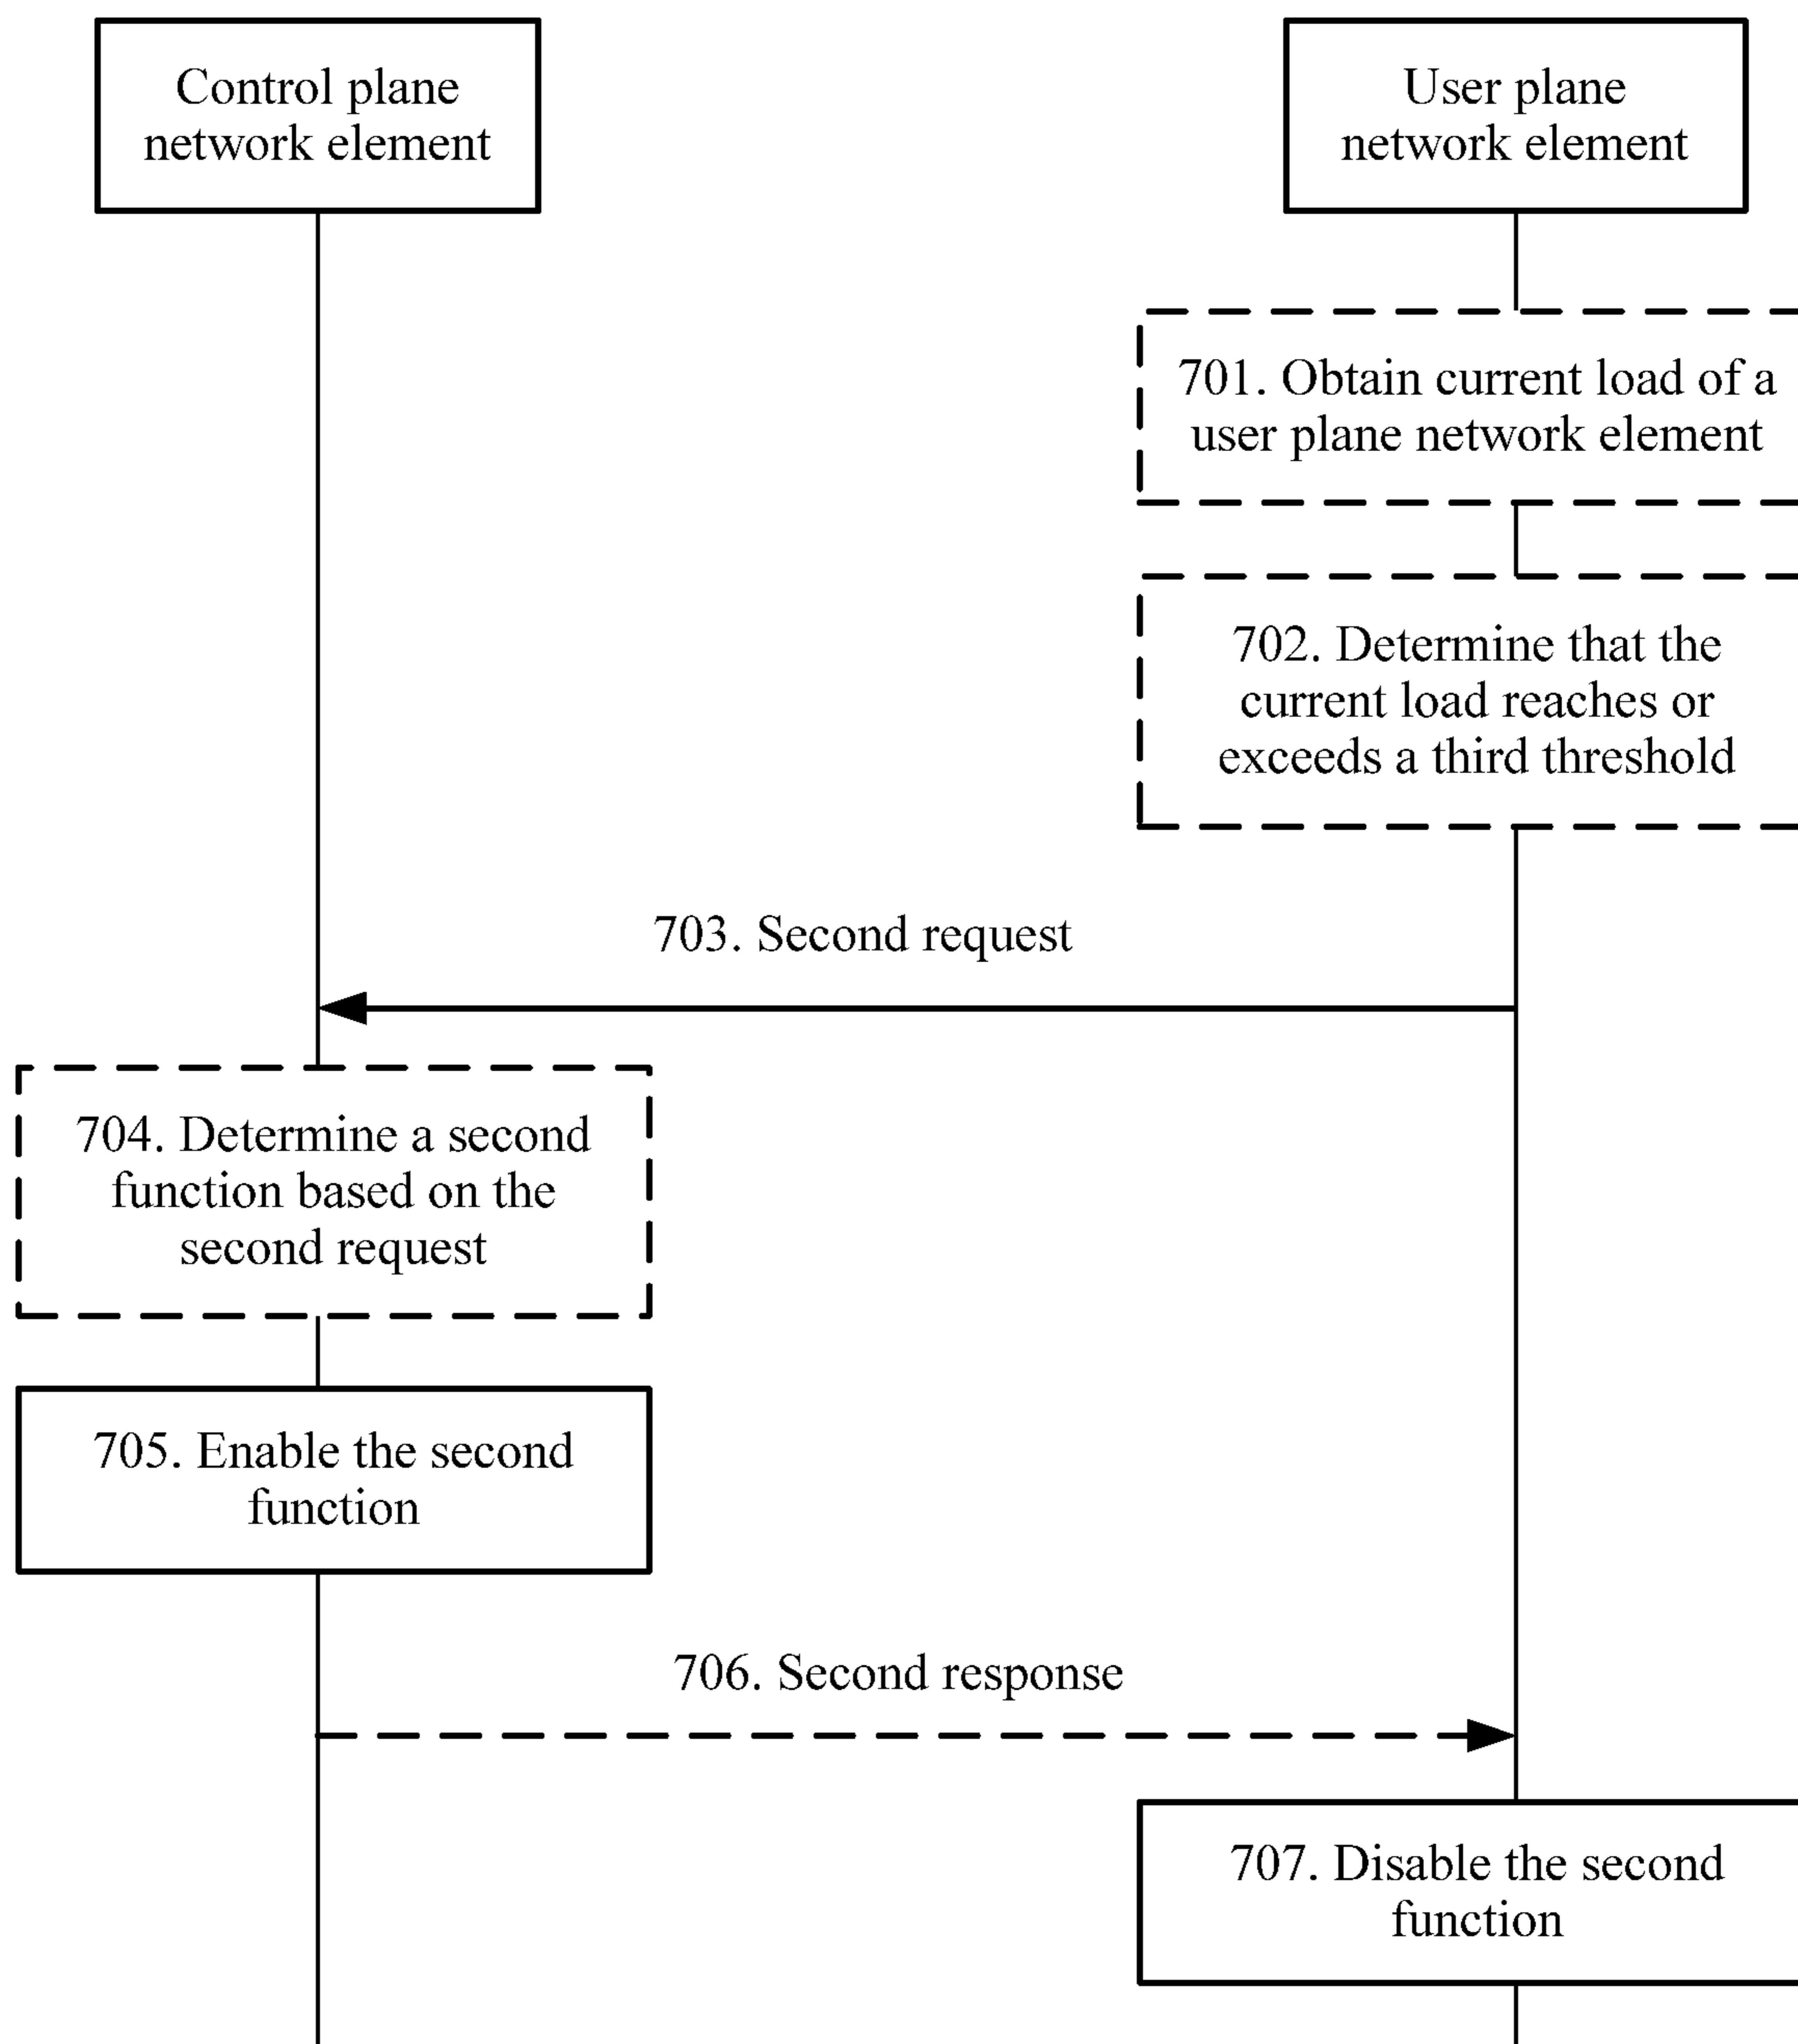 Control plane
network element
User plane
network element
701. Obtain current load of a
user plane network element
702. Determine that the
current load reaches or
exceeds a third threshold
703. Second request
704. Determine a second
function based on the
second request
705. Enable the second
function
706. Second response
707. Disable the second
function